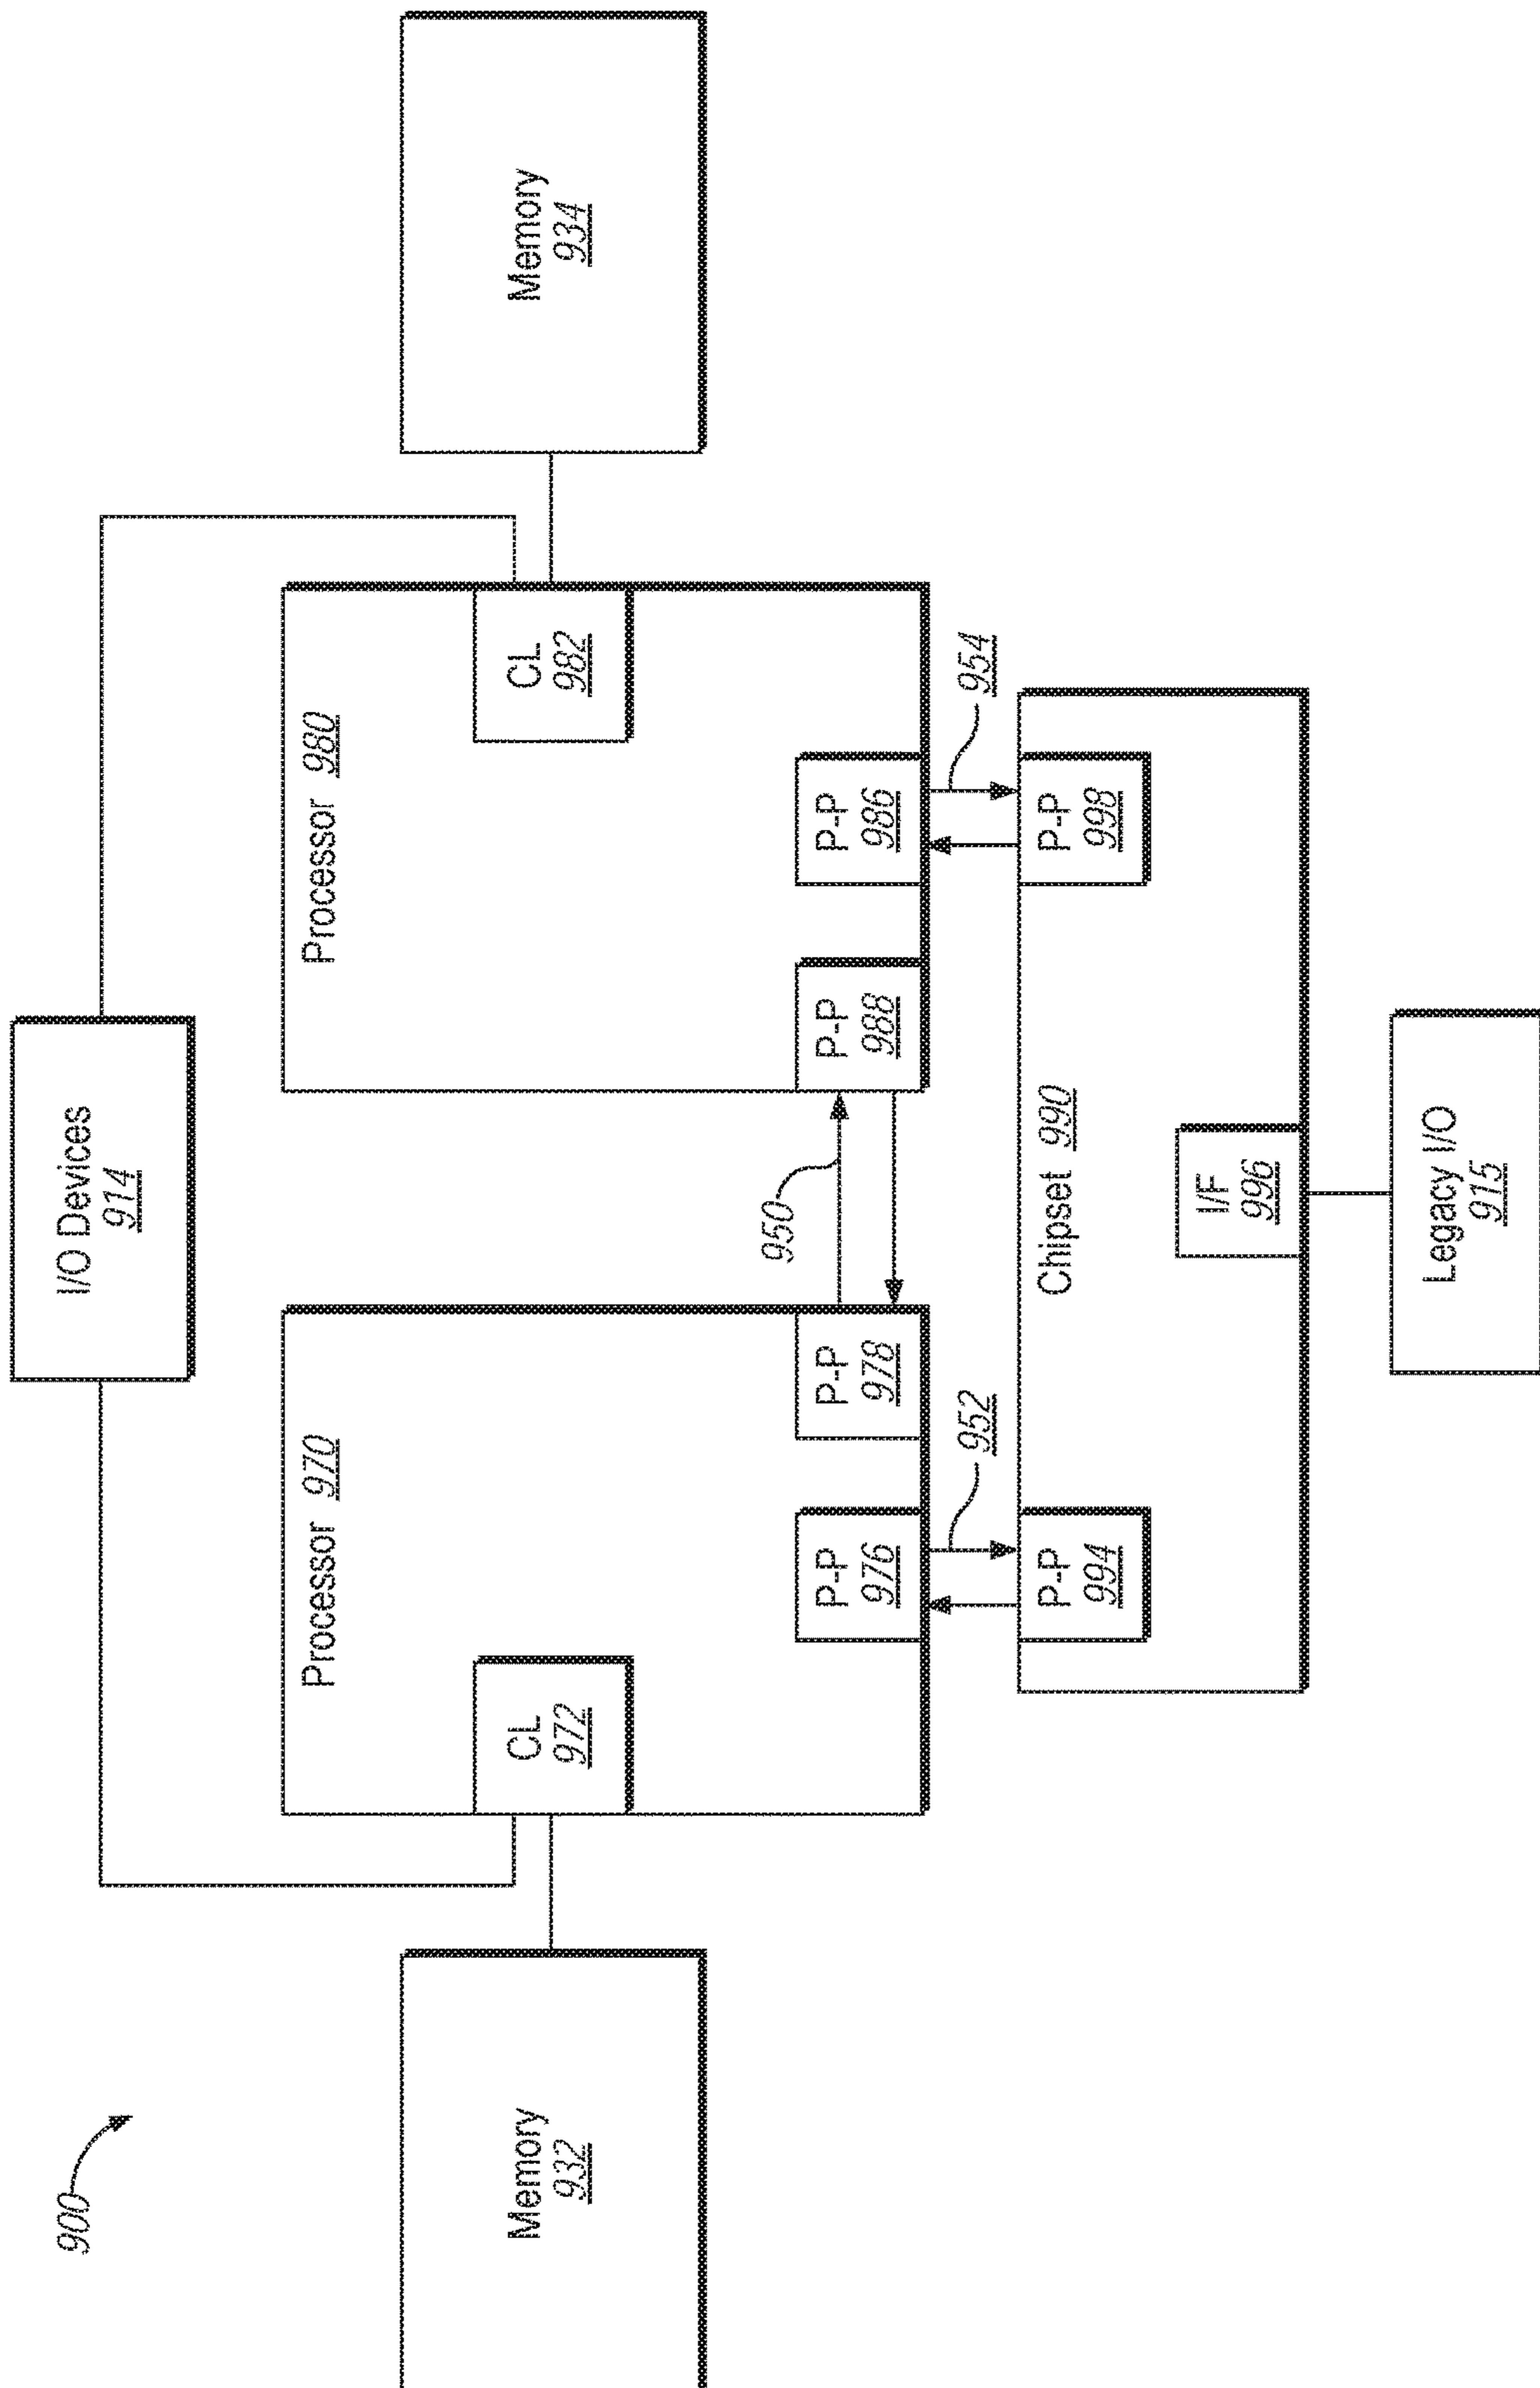 900
I/O Devices
914
Memory
932
Processor 970
CL
972
P-P
976
P-P
978
950
Processor 980
CL
982
P-P
988
P-P
986
Memory
934
952
954
Chipset 990
P-P
994
P-P
998
I/F
996
Legacy I/O
915